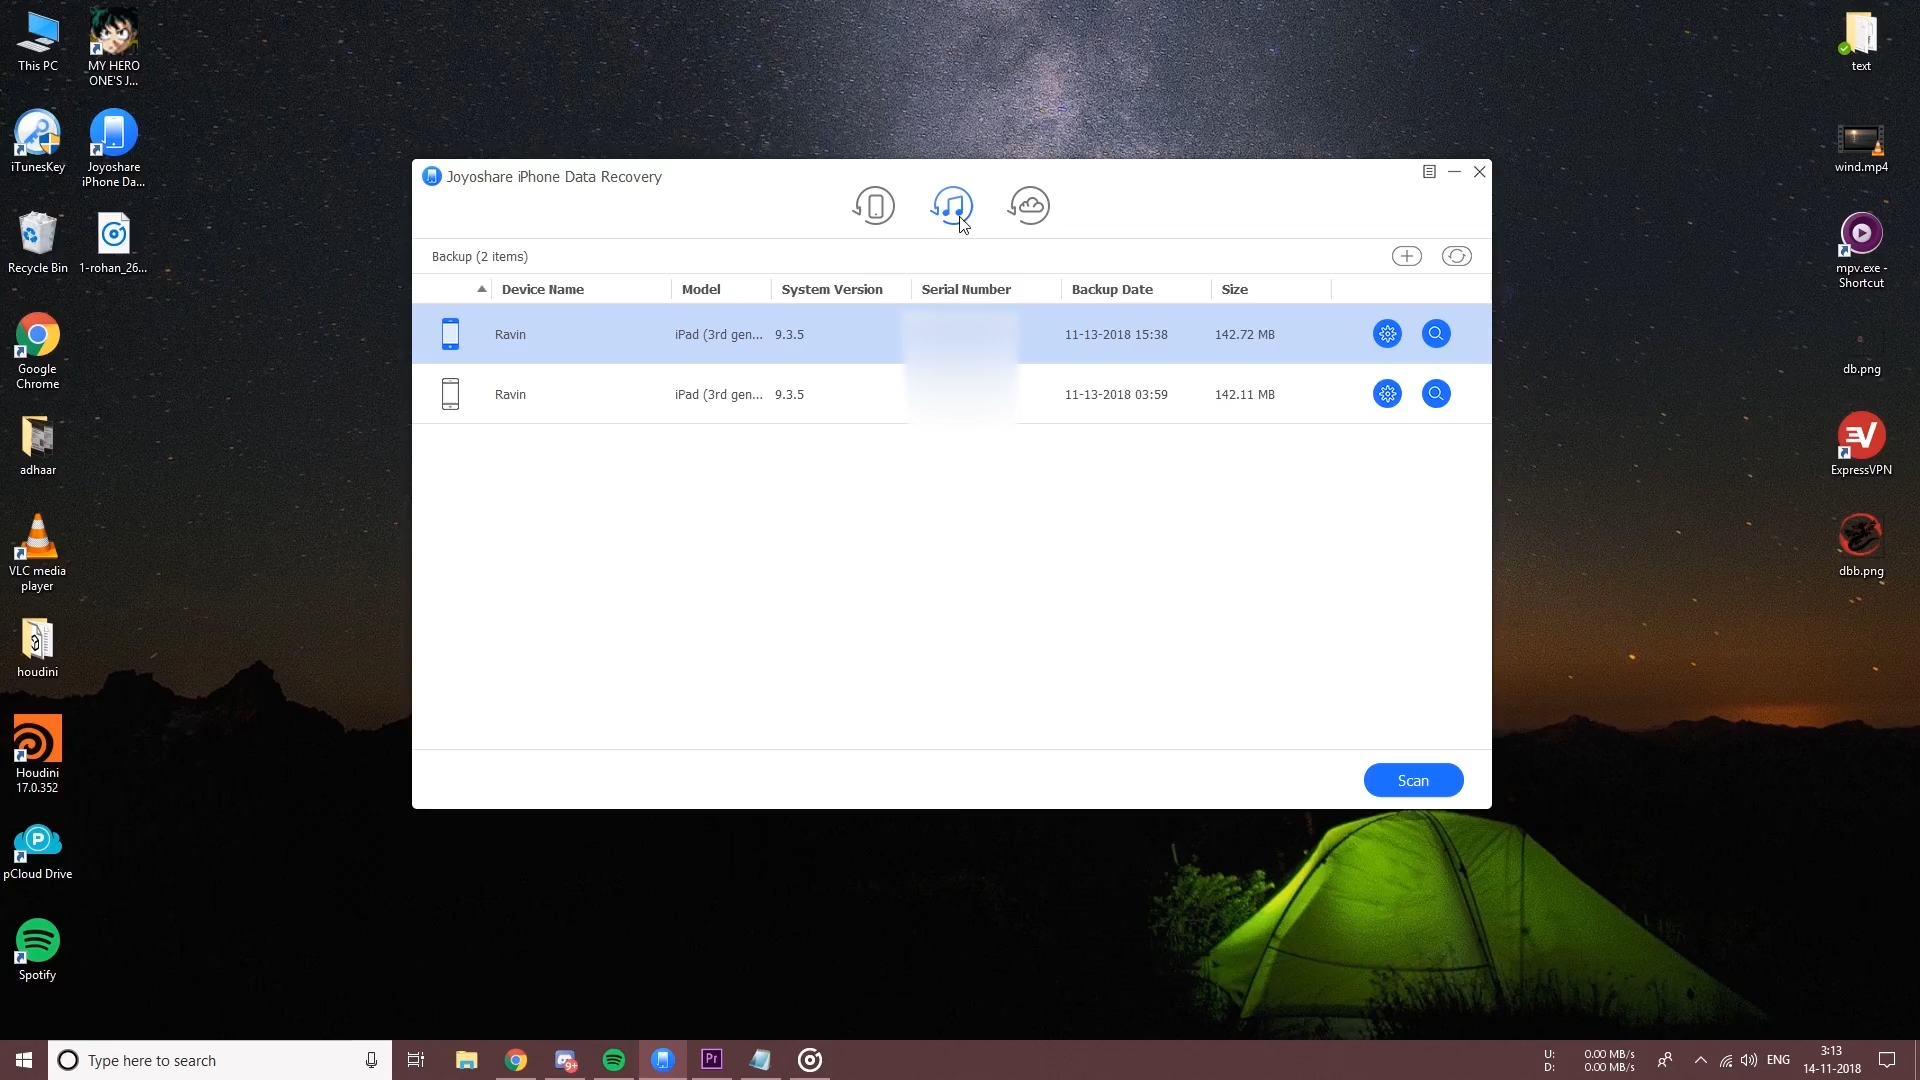 This PC
MY HERO
ONE'S J...
iTunesKey
Joyoshare
iPhone Da...
Recycle Bin
1-rohan_26...
Google
Chrome
adhaar
VLC media
player
houdini
Houdini
17.0.352
P
pCloud Drive
Spotify
Joyoshare iPhone Data Recovery
Backup (2 items)
Device Name Model System Version Serial Number Backup Date Size
Ravin iPad (3rd gen... 9.3.5 11-13-2018 15:38 142.72 MB
Ravin iPad (3rd gen... 9.3.5 11-13-2018 03:59 142.11 MB
Scan
text
wind.mp4
mpv.exe -
Shortcut
db.png
ExpressVPN
dbb.png
Type here to search
9+
Pr
U: 0.00 MB/s
D: 0.00 MB/s
ENG
3:13
14-11-2018